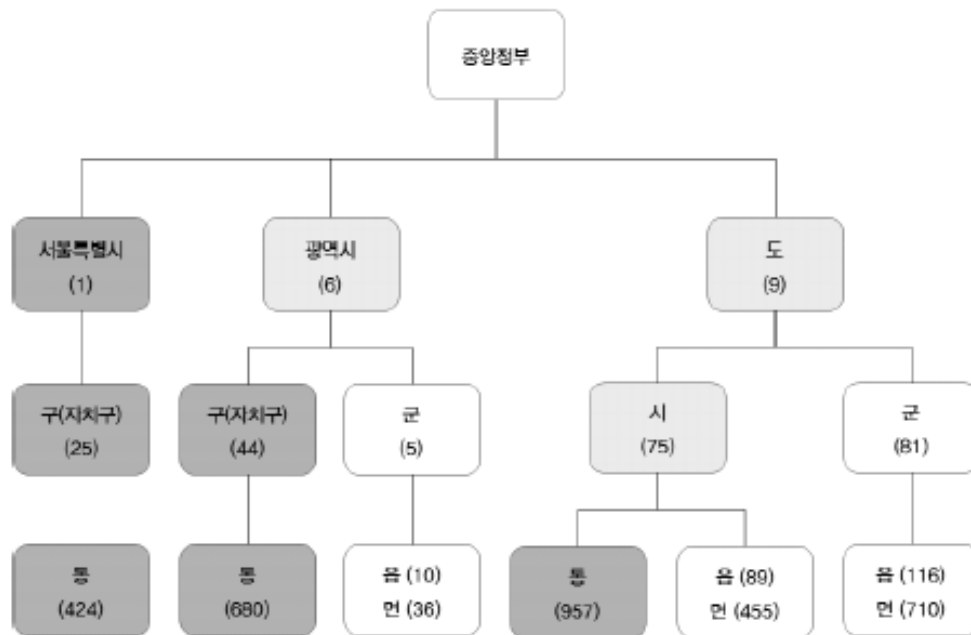 중앙정부
서울특별시
(1)
광역시
(6)
도
(9)
구(자치구)
(25)
구(자치구)
(44)
군
(5)
시
(75)
군
(81)
동
(424)
동
(680)
읍 (10)
면 (36)
동
(957)
읍 (89)
면 (455)
읍 (116)
면 (710)